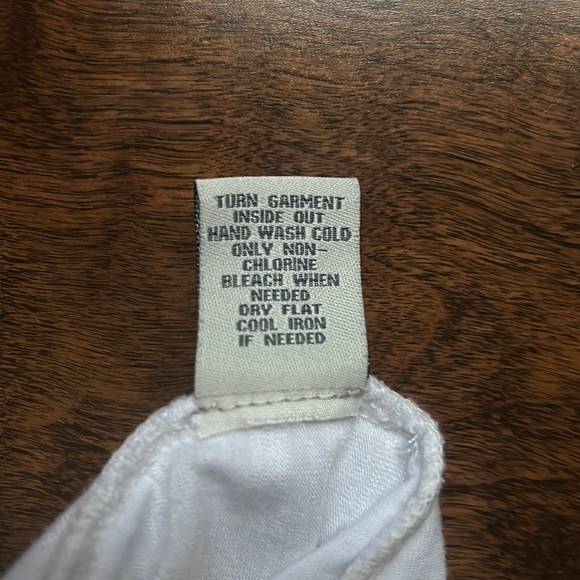 TURN GARMENT
INSIDE OUT
HAND WASH COLD
ONLY NON-
CHLORINE
BLEACH WHEN
NEEDED
DRY FLAT
COOL IRON
IF NEEDED